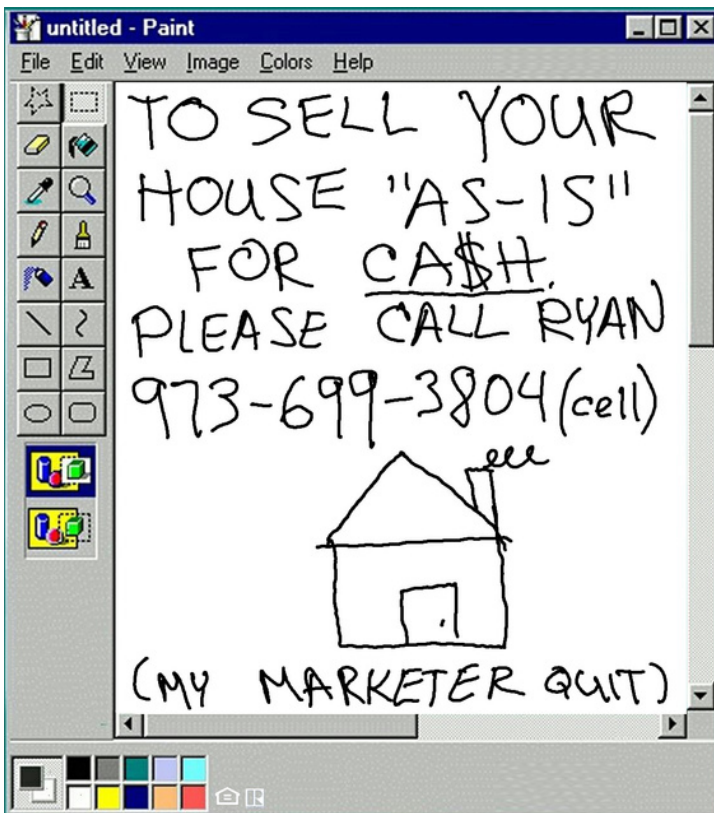 untitled - Paint
File Edit View Image Colors Help
A
TO SELL YOUR
HOUSE "AS-IS"
FOR CA$H.
PLEASE CALL RYAN
973-699-3804 (cell)
(MY MARKETER QUIT)